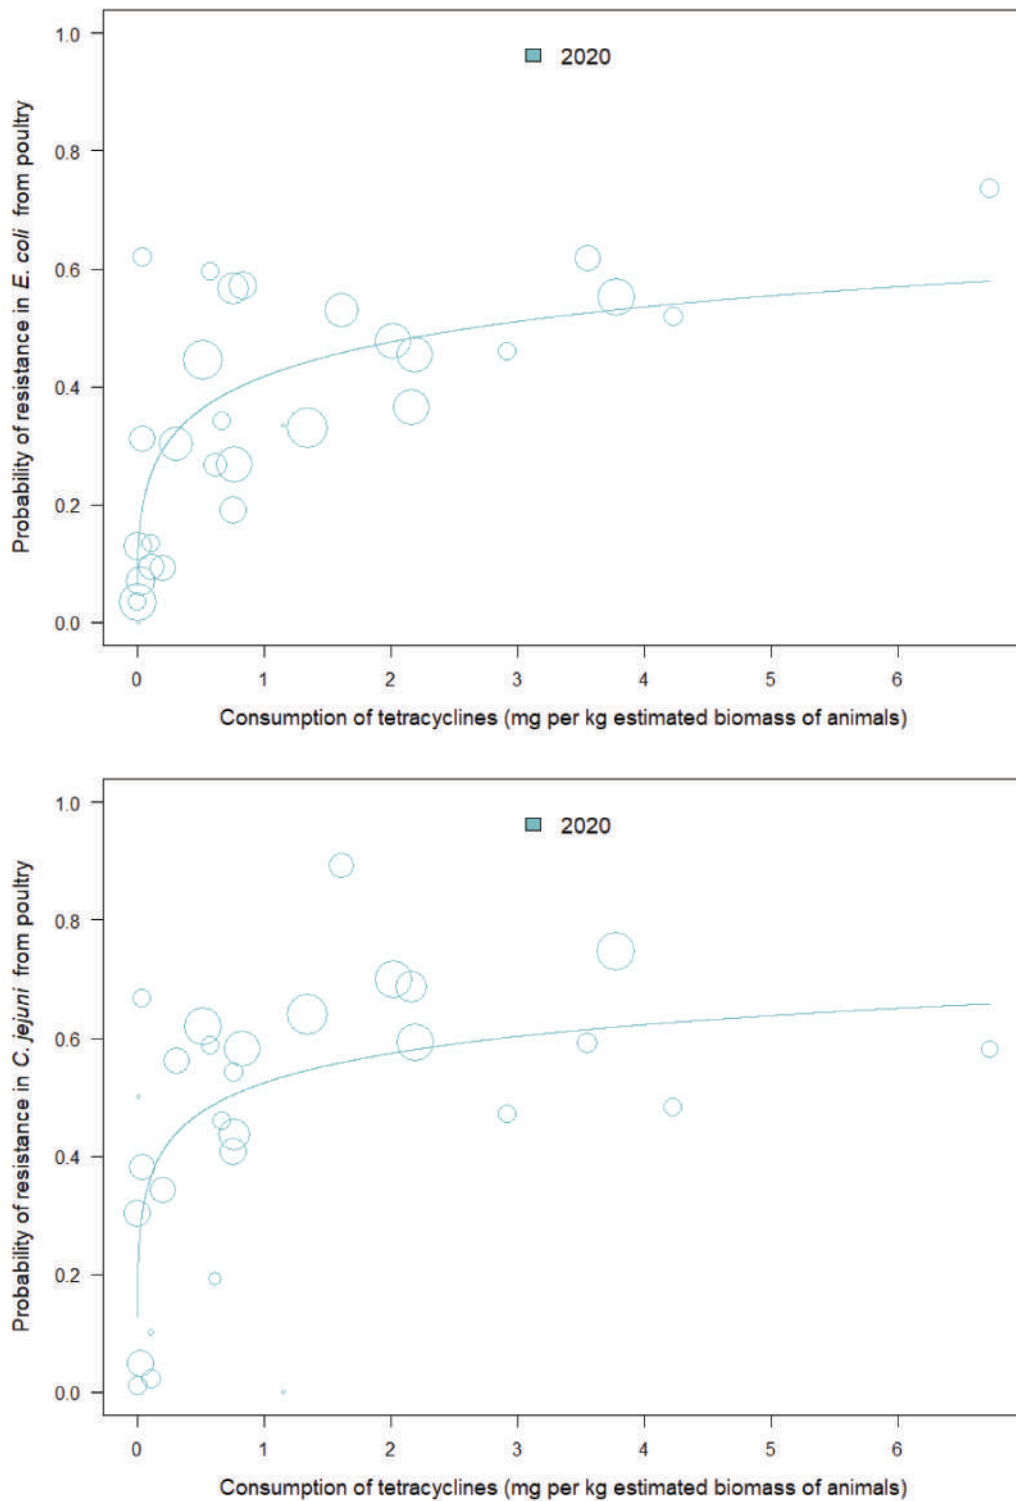 1.0
2020
0.8
0.6
0.4
0.2
0.0
Probability of resistance in E. coli from poultry
0 1 2 3 4 5 6
Consumption of tetracyclines (mg per kg estimated biomass of animals)
1.0
2020
0.8
0.6
0.4
0.2
0.0
Probability of resistance in C. jejuni from poultry
0 1 2 3 4 5 6
Consumption of tetracyclines (mg per kg estimated biomass of animals)